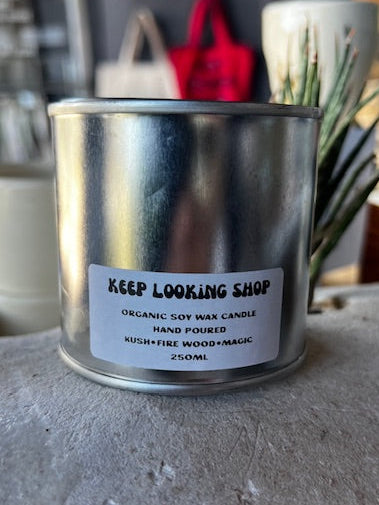 KEEP LOOKiNG SHOP
ORGANIC SOY WAX CANDLE
HAND POURED
KUSH•FIRE WOOD•MAGIC
250ML